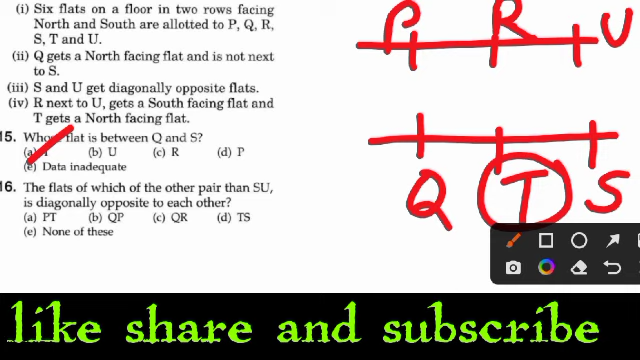 (i) Six flats on a floor in two rows facing
North and South are allotted to P, Q, R,
S, T and U.
(ii) Q gets a North facing flat and is not next
to S.
(iii) S and U get diagonally opposite flats.
(iv) R next to U, gets a South facing flat and
T gets a North facing flat.
15. Whose flat is between Q and S?
(a) T (b) U (c) R (d) P
(e) Data inadequate
16. The flats of which of the other pair than SU,
is diagonally opposite to each other?
(a) PT (b) QP (c) QR (d) TS
(e) None of these
P R U
Q T S
like share and subscribe